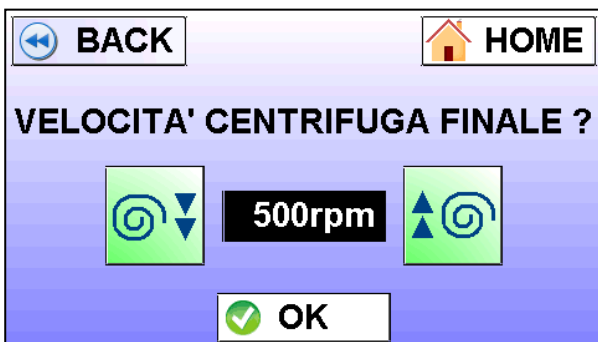 BACK
HOME
VELOCITA' CENTRIFUGA FINALE ?
500rpm
OK